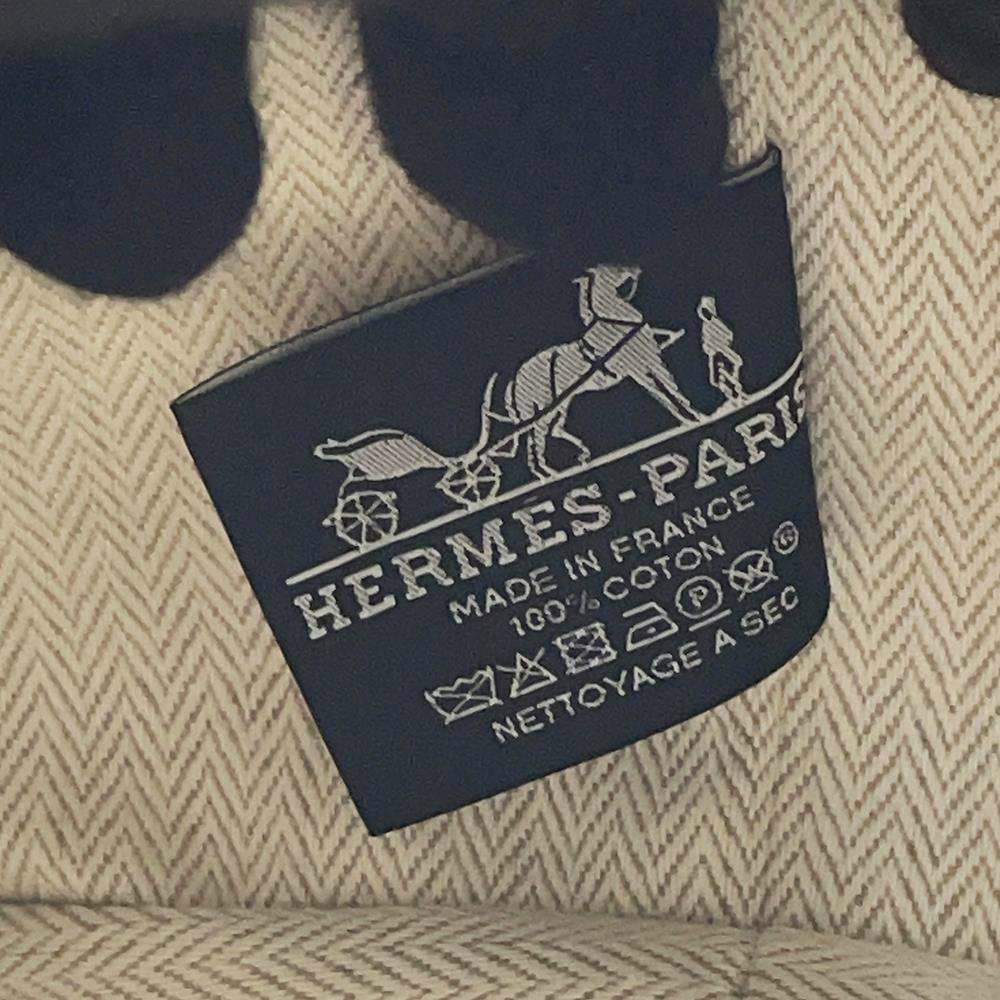 HERMÈS-PARIS
MADE IN FRANCE
100% COTON
P W
NETTOYAGE A SEC